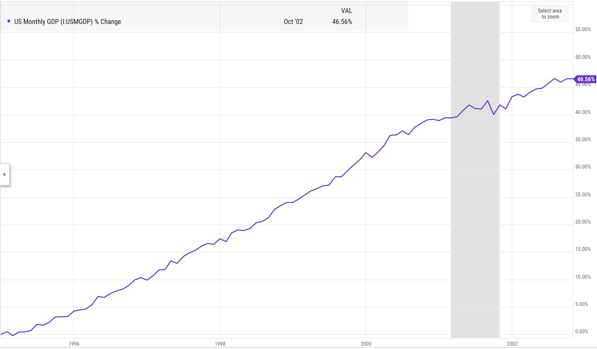 VAL
US Monthly GDP (I:USMGDP) % Change Oct '02 46.56%
Select area
to zoom
55.00%
50.00%
46.56%
45.00%
40.00%
35.00%
30.00%
25.00%
20.00%
15.00%
10.00%
5.00%
0.00%
1996 1998 2000 2002